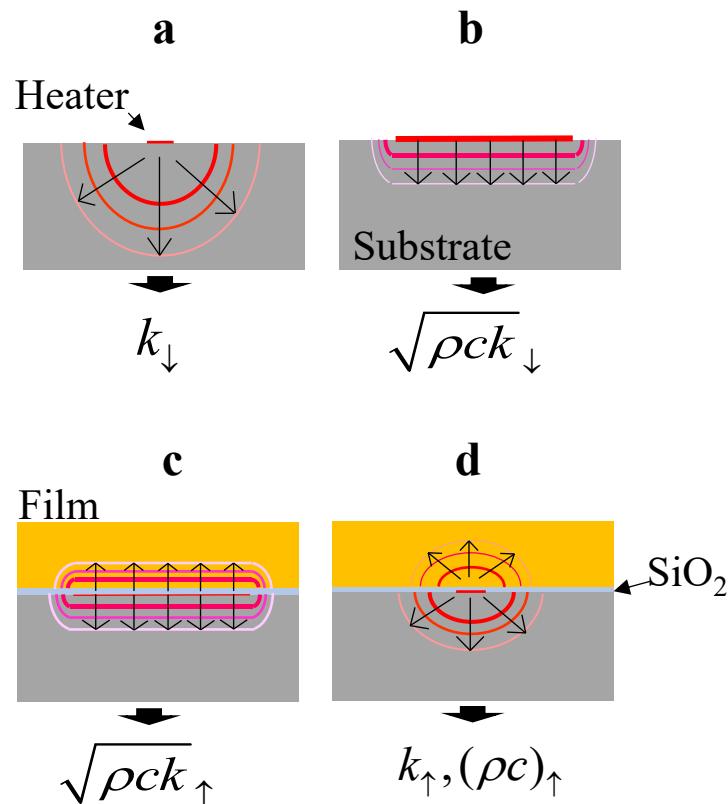 a
b
Heater
Substrate
k↓
√ρck↓
c
d
Film
SiO₂
√ρck↑
k↑,(ρc)↑